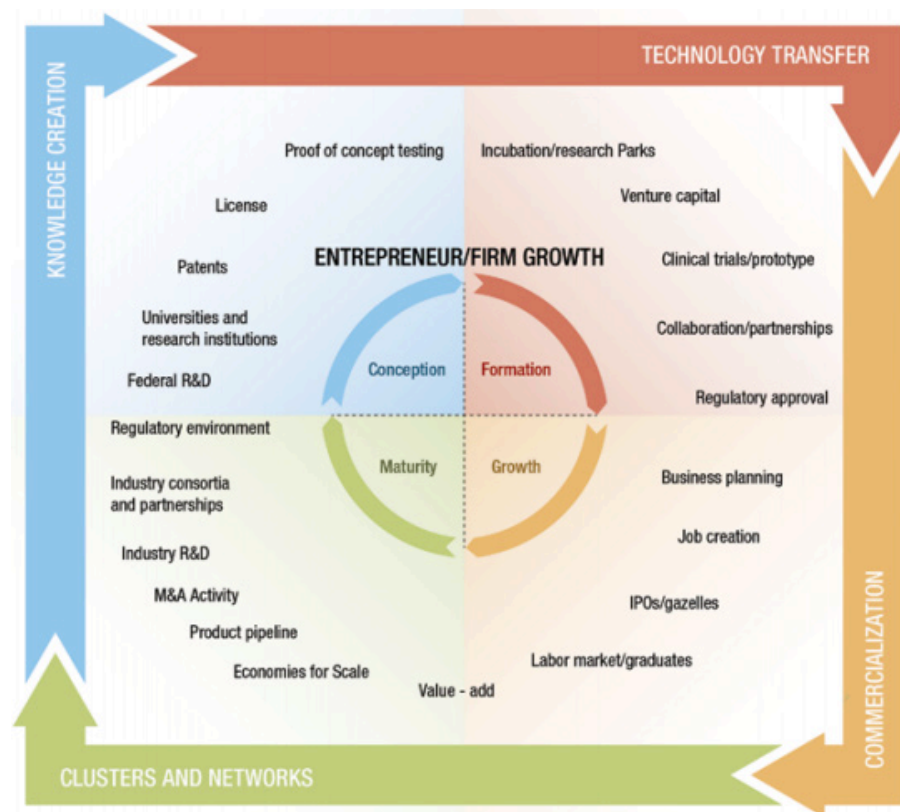 TECHNOLOGY TRANSFER
KNOWLEDGE CREATION
Proof of concept testing
Incubation/research Parks
License
Venture capital
ENTREPRENEUR/FIRM GROWTH
Patents
Clinical trials/prototype
Universities and
research institutions
Collaboration/partnerships
Conception
Formation
Federal R&D
Regulatory approval
Regulatory environment
Maturity
Growth
Business planning
Industry consortia
and partnerships
Job creation
Industry R&D
M&A Activity
IPOs/gazelles
Product pipeline
Labor market/graduates
Economies for Scale
Value - add
COMMERCIALIZATION
CLUSTERS AND NETWORKS